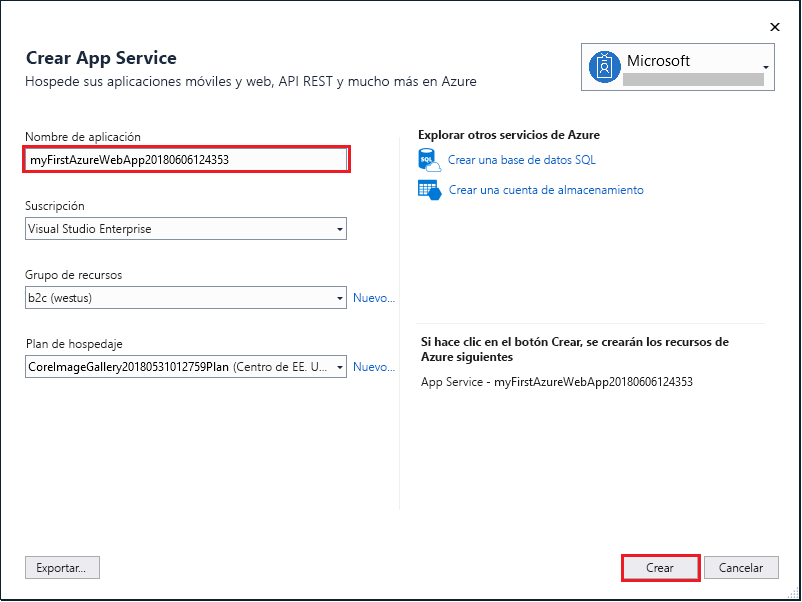 Crear App Service
Hospede sus aplicaciones móviles y web, API REST y mucho más en Azure
Microsoft
Nombre de aplicación
myFirstAzureWebApp20180606124353
Suscripción
Visual Studio Enterprise
Grupo de recursos
b2c (westus)
Nuevo...
Plan de hospedaje
CoreImageGallery20180531012759Plan (Centro de EE. U...
Nuevo...
Explorar otros servicios de Azure
SQL
Crear una base de datos SQL
Crear una cuenta de almacenamiento
Si hace clic en el botón Crear, se crearán los recursos de
Azure siguientes
App Service - myFirstAzureWebApp20180606124353
Exportar...
Crear
Cancelar